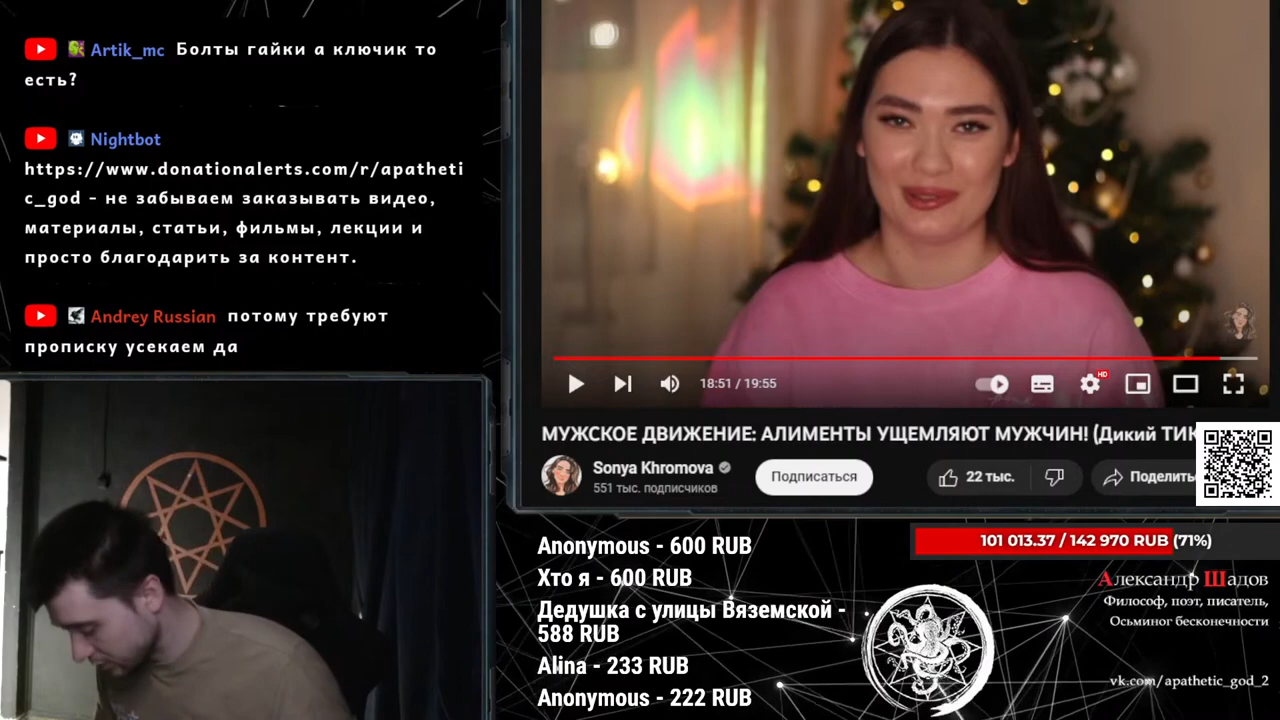 Artik_mc Болты гайки а ключик то
есть?
Nightbot
https://www.donationalerts.com/r/apatheti
c_god - не забываем заказывать видео,
материалы, статьи, фильмы, лекции и
просто благодарить за контент.
Andrey Russian потому требуют
прописку усекаем да
18:51 / 19:55
HD
МУЖСКОЕ ДВИЖЕНИЕ: АЛИМЕНТЫ УЩЕМЛЯЮТ МУЖЧИН! (Дикий ТИК
Sonya Khromova
551 тыс. подписчиков
Подписаться
22 тыс.
Поделить
Anonymous - 600 RUB
Хто я - 600 RUB
Дедушка с улицы Вяземской -
588 RUB
Alina - 233 RUB
Anonymous - 222 RUB
101 013.37 / 142 970 RUB (71%)
Александр Шадов
Философ, поэт, писатель,
Осьминог бесконечности
vk.com/apathetic_god_2